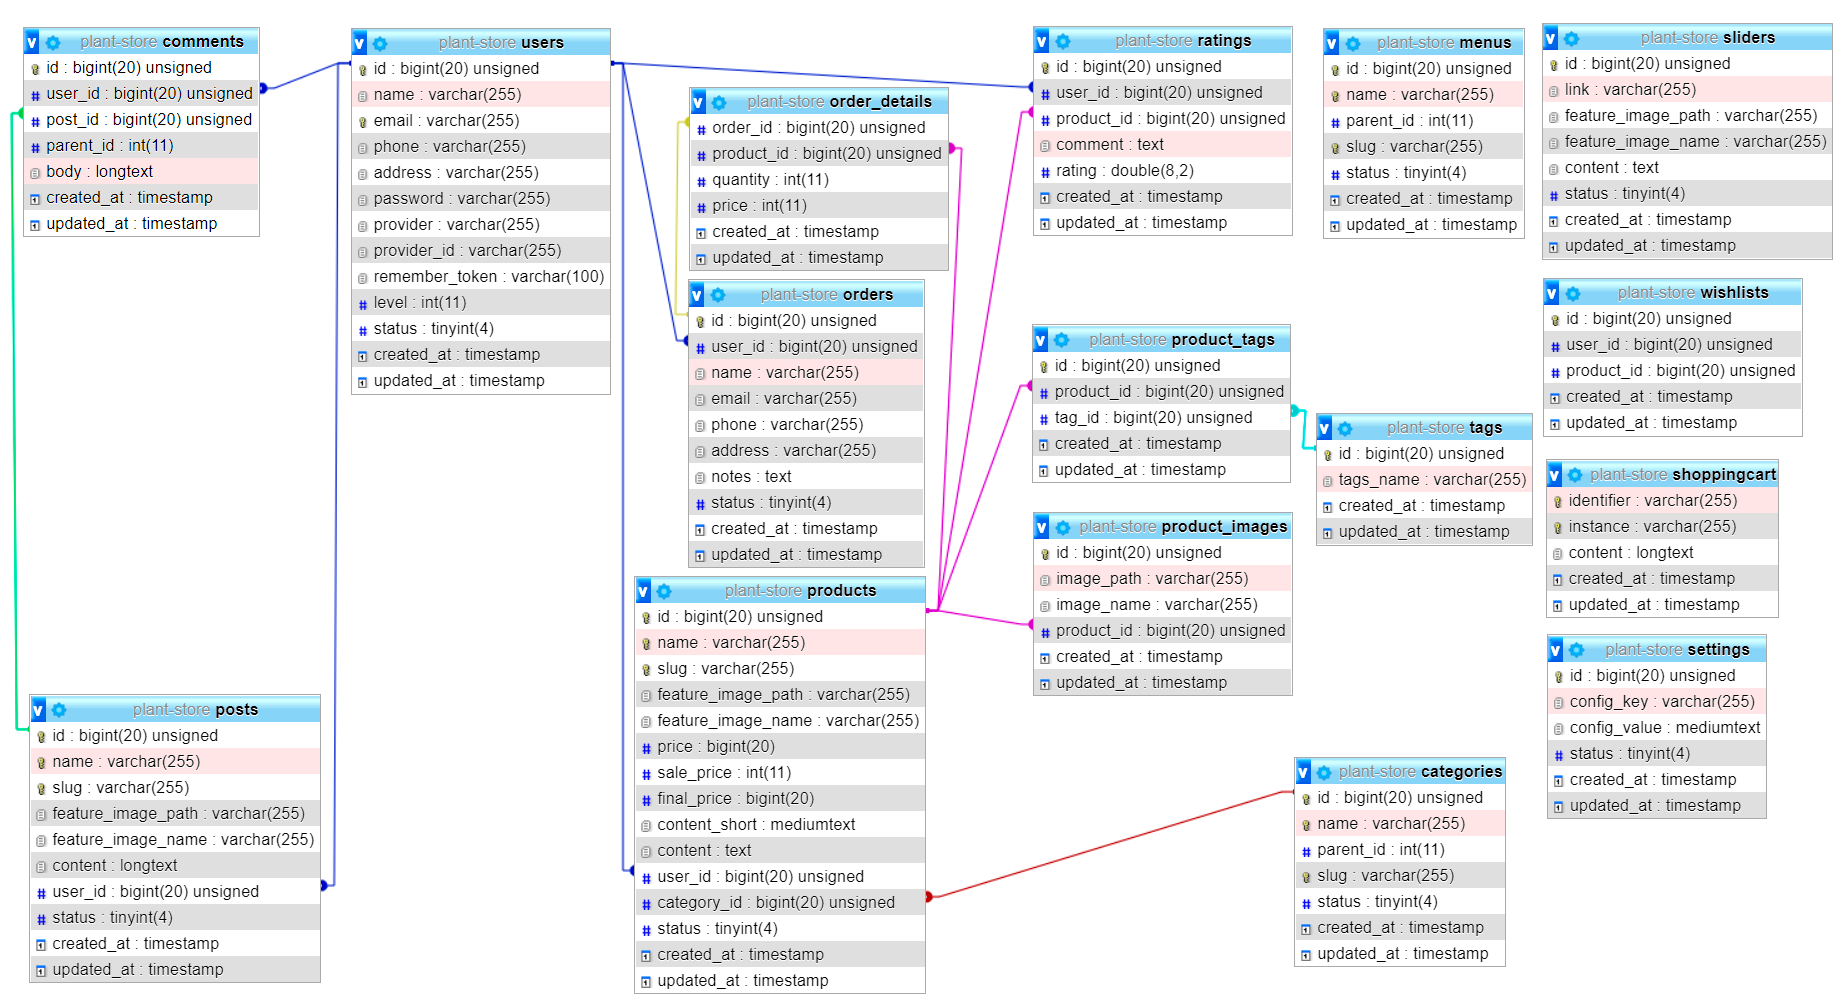 plant-store comments
id : bigint(20) unsigned
user_id : bigint(20) unsigned
post_id : bigint(20) unsigned
parent_id : int(11)
body : longtext
created_at : timestamp
updated_at : timestamp
plant-store users
id : bigint(20) unsigned
name : varchar(255)
email : varchar(255)
phone : varchar(255)
address : varchar(255)
password : varchar(255)
provider : varchar(255)
provider_id : varchar(255)
remember_token : varchar(100)
level : int(11)
status : tinyint(4)
created_at : timestamp
updated_at : timestamp
plant-store order_details
order_id : bigint(20) unsigned
product_id : bigint(20) unsigned
quantity : int(11)
price : int(11)
created_at : timestamp
updated_at : timestamp
plant-store orders
id : bigint(20) unsigned
user_id : bigint(20) unsigned
name : varchar(255)
email : varchar(255)
phone : varchar(255)
address : varchar(255)
notes : text
status : tinyint(4)
created_at : timestamp
updated_at : timestamp
plant-store products
id : bigint(20) unsigned
name : varchar(255)
slug : varchar(255)
feature_image_path : varchar(255)
feature_image_name : varchar(255)
price : bigint(20)
sale_price : int(11)
final_price : bigint(20)
content_short : mediumtext
content : text
user_id : bigint(20) unsigned
category_id : bigint(20) unsigned
status : tinyint(4)
created_at : timestamp
updated_at : timestamp
plant-store posts
id : bigint(20) unsigned
name : varchar(255)
slug : varchar(255)
feature_image_path : varchar(255)
feature_image_name : varchar(255)
content : longtext
user_id : bigint(20) unsigned
status : tinyint(4)
created_at : timestamp
updated_at : timestamp
plant-store ratings
id : bigint(20) unsigned
user_id : bigint(20) unsigned
product_id : bigint(20) unsigned
comment : text
rating : double(8,2)
created_at : timestamp
updated_at : timestamp
plant-store product_tags
id : bigint(20) unsigned
product_id : bigint(20) unsigned
tag_id : bigint(20) unsigned
created_at : timestamp
updated_at : timestamp
plant-store product_images
id : bigint(20) unsigned
image_path : varchar(255)
image_name : varchar(255)
product_id : bigint(20) unsigned
created_at : timestamp
updated_at : timestamp
plant-store menus
id : bigint(20) unsigned
name : varchar(255)
parent_id : int(11)
slug : varchar(255)
status : tinyint(4)
created_at : timestamp
updated_at : timestamp
plant-store tags
id : bigint(20) unsigned
tags_name : varchar(255)
created_at : timestamp
updated_at : timestamp
plant-store categories
id : bigint(20) unsigned
name : varchar(255)
parent_id : int(11)
slug : varchar(255)
status : tinyint(4)
created_at : timestamp
updated_at : timestamp
plant-store sliders
id : bigint(20) unsigned
link : varchar(255)
feature_image_path : varchar(255)
feature_image_name : varchar(255)
content : text
status : tinyint(4)
created_at : timestamp
updated_at : timestamp
plant-store wishlists
id : bigint(20) unsigned
user_id : bigint(20) unsigned
product_id : bigint(20) unsigned
created_at : timestamp
updated_at : timestamp
plant-store shoppingcart
identifier : varchar(255)
instance : varchar(255)
content : longtext
created_at : timestamp
updated_at : timestamp
plant-store settings
id : bigint(20) unsigned
config_key : varchar(255)
config_value : mediumtext
status : tinyint(4)
created_at : timestamp
updated_at : timestamp